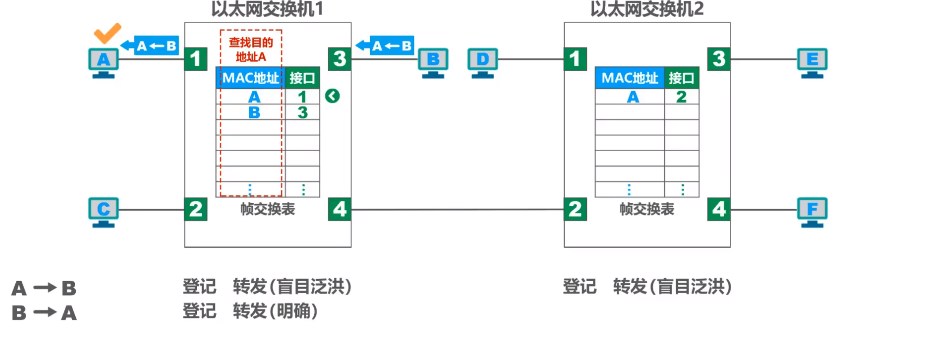 以太网交换机1
以太网交换机2
A←B
查找目的
地址A
A←B
A
1
3
B
D
1
3
E
MAC地址 接口
A 1
B 3
⋮ ⋮
MAC地址 接口
A 2
⋮ ⋮
C
2
帧交换表
4
2
帧交换表
4
F
A→B 登记 转发(盲目泛洪) 登记 转发(盲目泛洪)
B→A 登记 转发(明确)